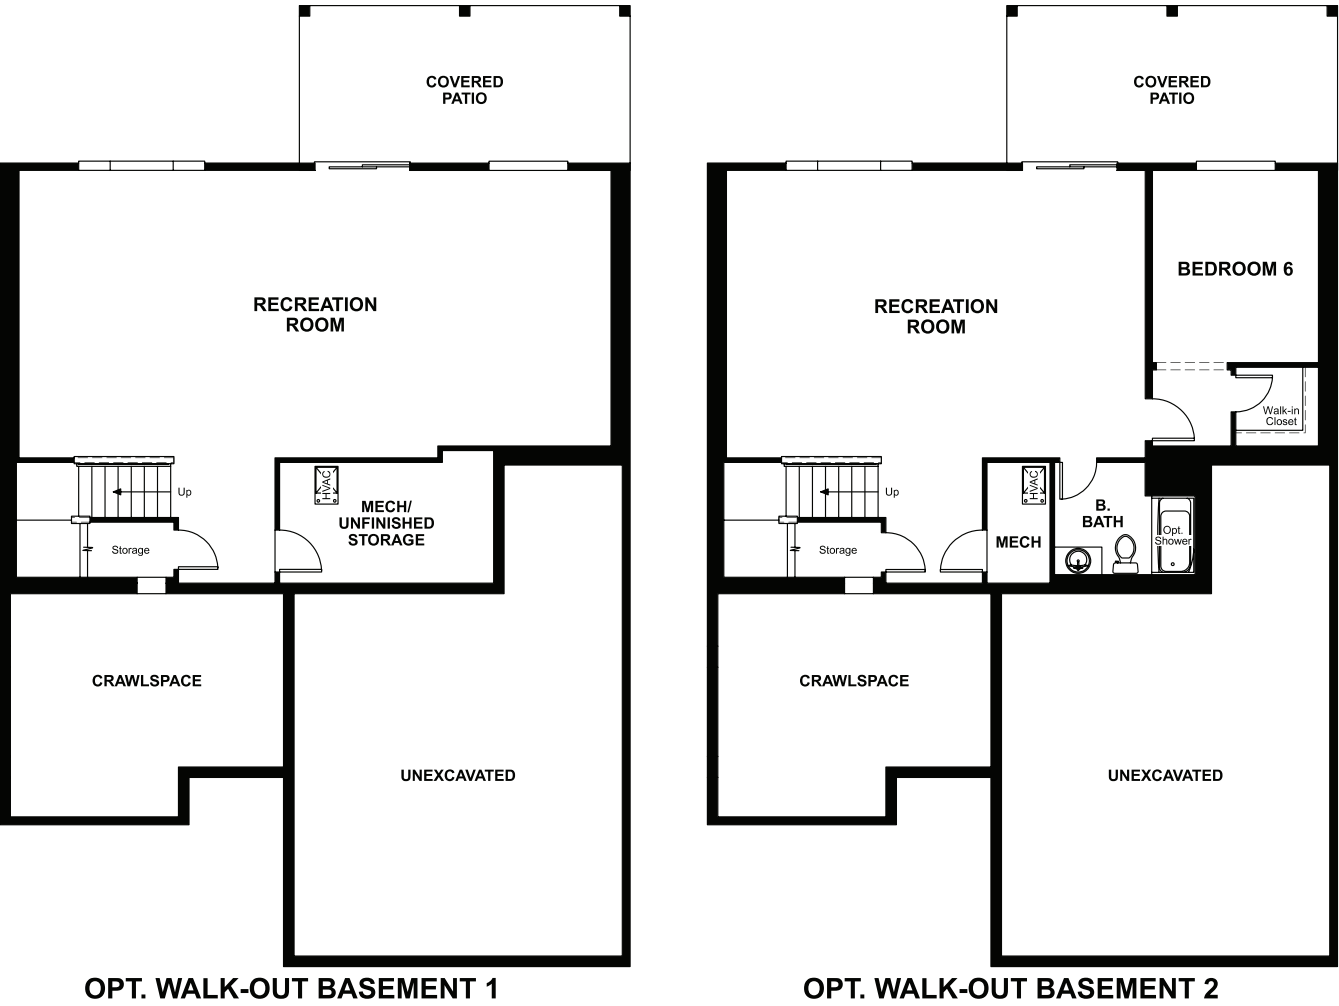 COVERED
PATIO
RECREATION
ROOM
HVAC
MECH/
UNFINISHED
STORAGE
Up
Storage
CRAWLSPACE
UNEXCAVATED
OPT. WALK-OUT BASEMENT 1
COVERED
PATIO
BEDROOM 6
RECREATION
ROOM
Walk-in
Closet
HVAC
Up
B.
BATH
Opt.
Shower
MECH
Storage
CRAWLSPACE
UNEXCAVATED
OPT. WALK-OUT BASEMENT 2